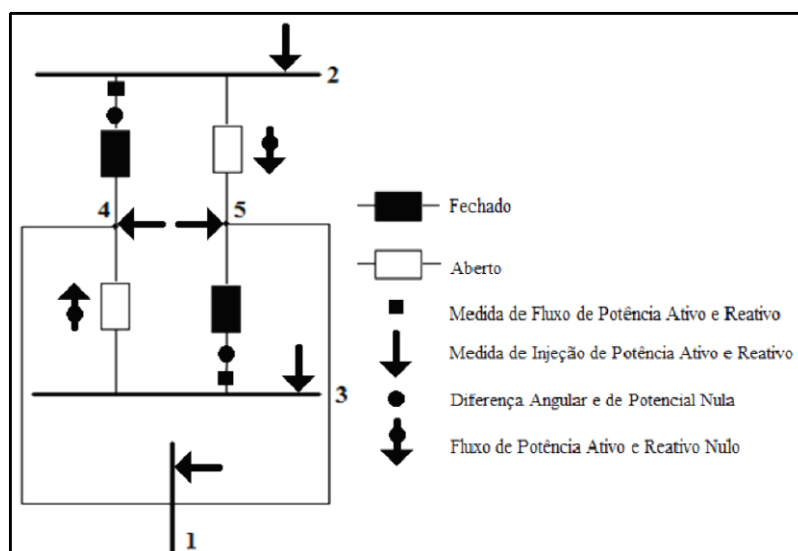 2
4
5
3
1
Fechado
Aberto
Medida de Fluxo de Potência Ativo e Reativo
Medida de Injeção de Potência Ativo e Reativo
Diferença Angular e de Potencial Nula
Fluxo de Potência Ativo e Reativo Nulo